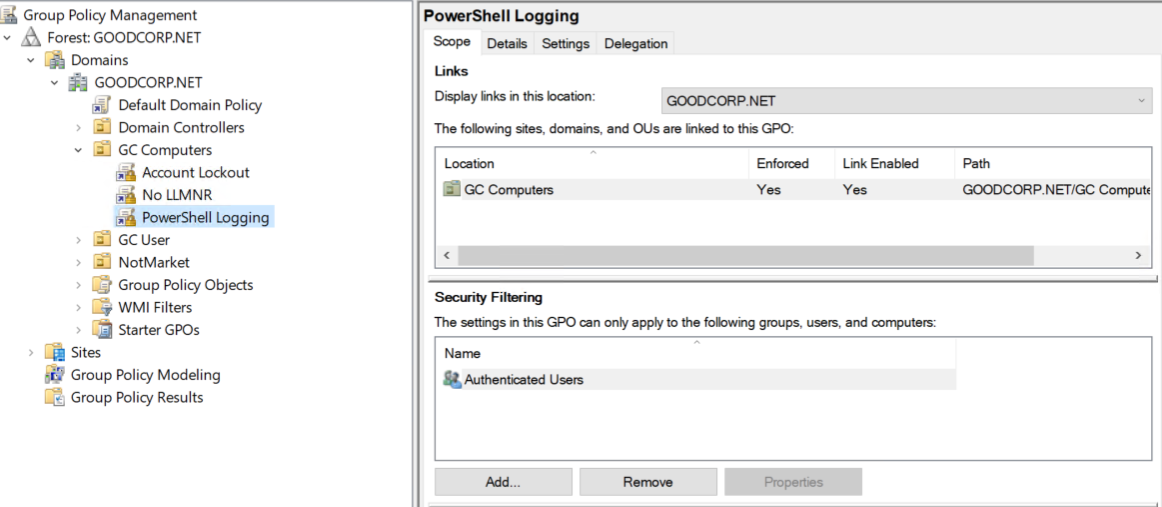 Group Policy Management
Forest: GOODCORP.NET
Domains
GOODCORP.NET
Default Domain Policy
Domain Controllers
GC Computers
Account Lockout
No LLMNR
PowerShell Logging
GC User
NotMarket
Group Policy Objects
WMI Filters
Starter GPOs
Sites
Group Policy Modeling
Group Policy Results
PowerShell Logging
Scope Details Settings Delegation
Links
Display links in this location: GOODCORP.NET
The following sites, domains, and OUs are linked to this GPO:
Location Enforced Link Enabled Path
GC Computers Yes Yes GOODCORP.NET/GC Compute
Security Filtering
The settings in this GPO can only apply to the following groups, users, and computers:
Name
Authenticated Users
Add... Remove Properties